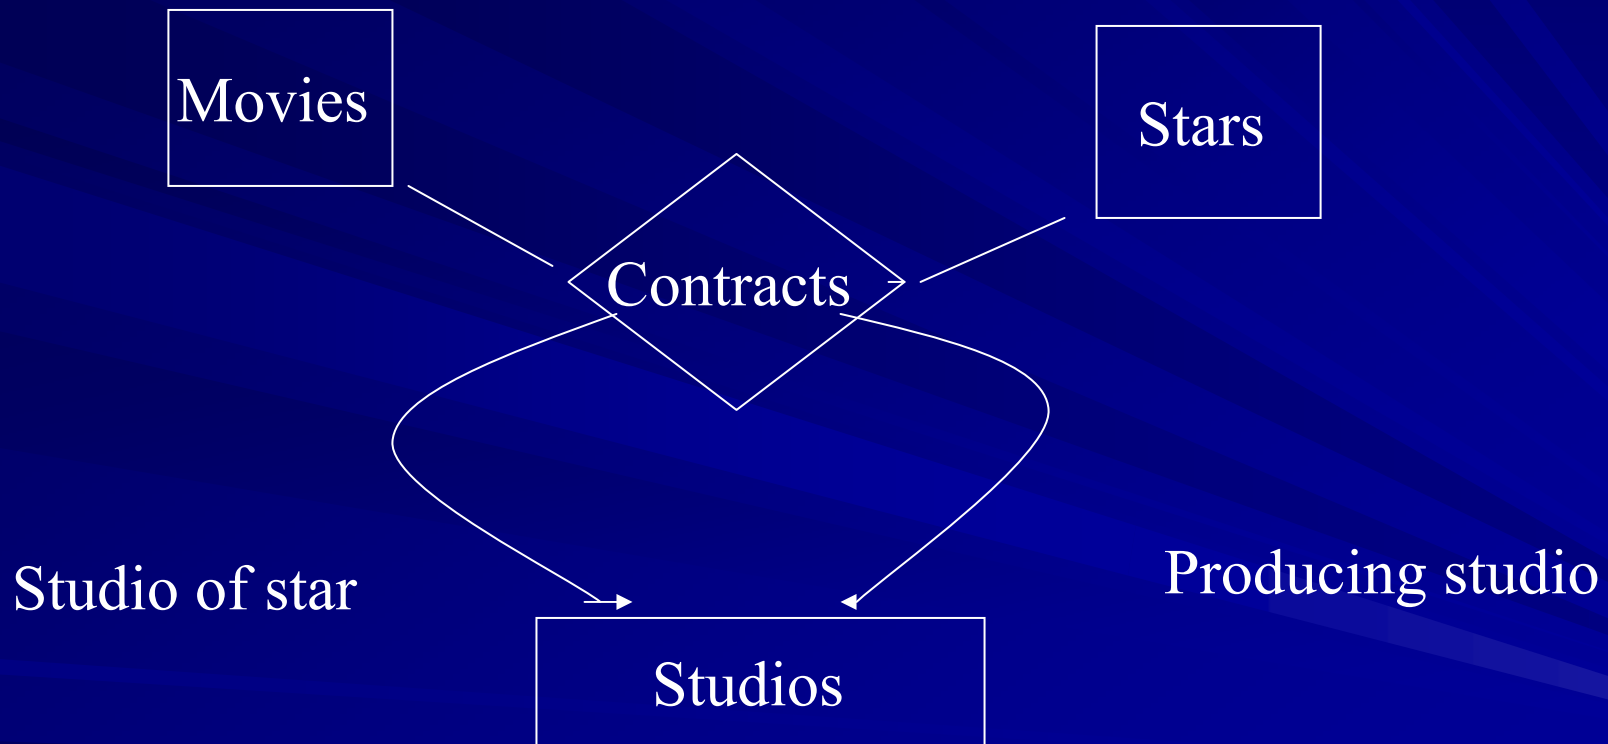 Movies
Stars
Contracts
Studio of star
Producing studio
Studios